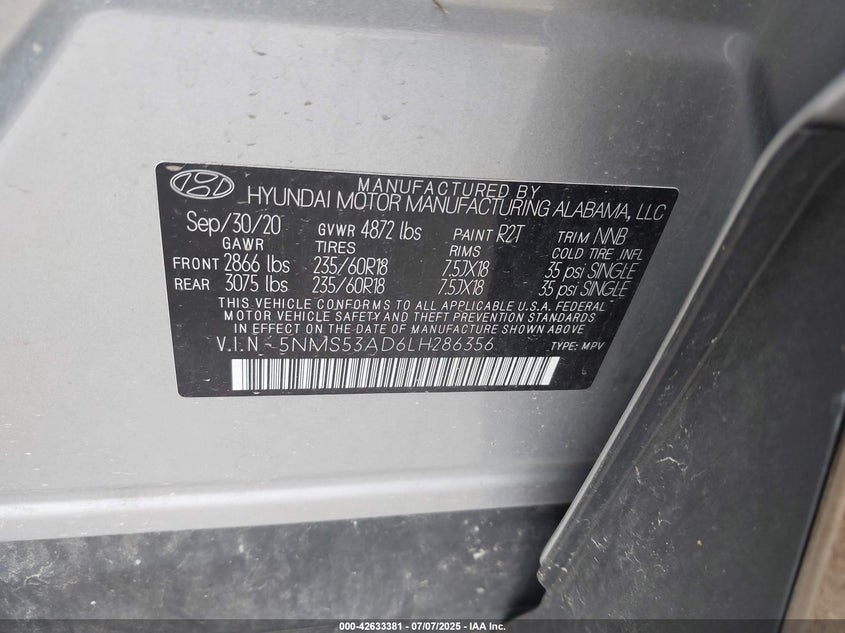 MANUFACTURED BY
HYUNDAI MOTOR MANUFACTURING ALABAMA, LLC
Sep/30/20 GVWR 4872 lbs PAINT R2T TRIM NNB
GAWR TIRES RIMS COLD TIRE INFL
FRONT 2866 lbs 235/60R18 7.5JX18 35 psi SINGLE
REAR 3075 lbs 235/60R18 7.5JX18 35 psi SINGLE
THIS VEHICLE CONFORMS TO ALL APPLICABLE U.S.A. FEDERAL
MOTOR VEHICLE SAFETY AND THEFT PREVENTION STANDARDS
IN EFFECT ON THE DATE OF MANUFACTURE SHOWN ABOVE
V.I.N - 5NMS53AD6LH286356 TYPE: MPV
000-42633381 - 07/07/2025 - IAA Inc.